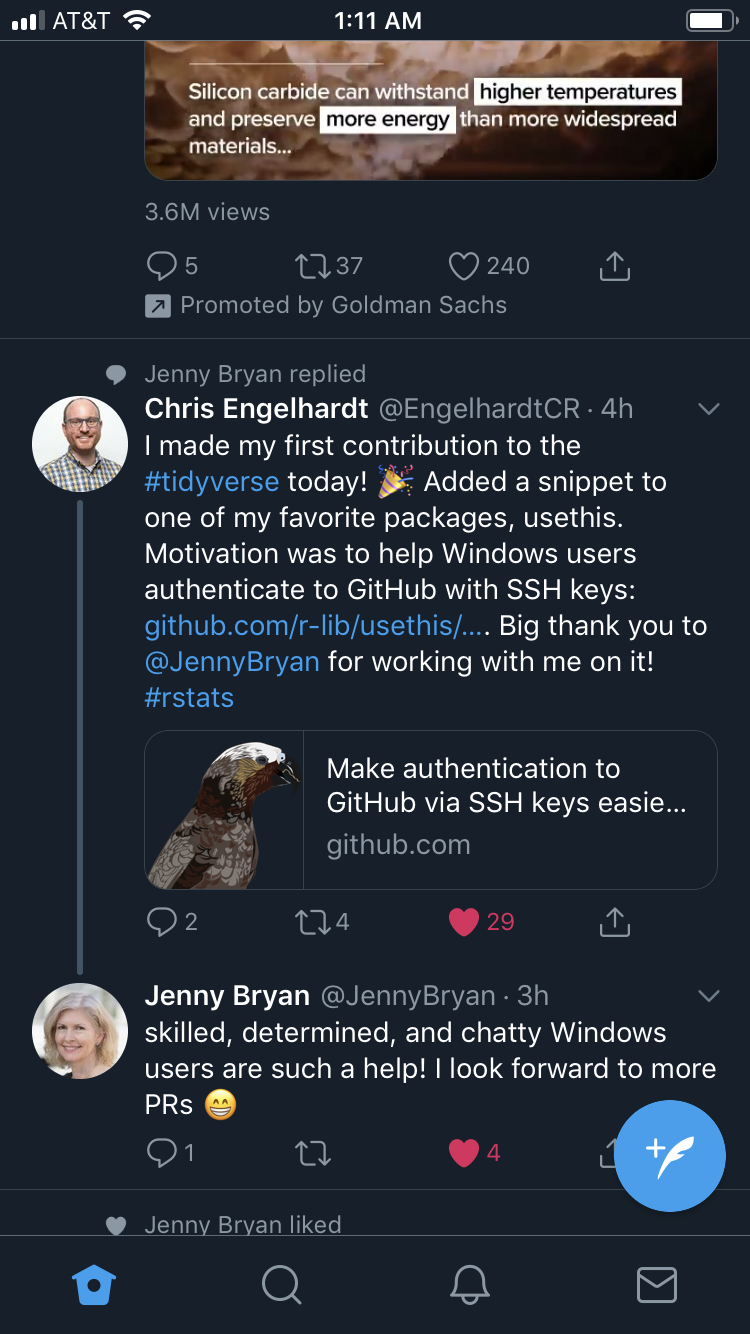 AT&T 1:11 AM
Silicon carbide can withstand higher temperatures
and preserve more energy than more widespread
materials...
3.6M views
5 37 240
Promoted by Goldman Sachs
Jenny Bryan replied
Chris Engelhardt @EngelhardtCR · 4h
I made my first contribution to the
#tidyverse today! 🎉 Added a snippet to
one of my favorite packages, usethis.
Motivation was to help Windows users
authenticate to GitHub with SSH keys:
github.com/r-lib/usethis/.... Big thank you to
@JennyBryan for working with me on it!
#rstats
Make authentication to
GitHub via SSH keys easie...
github.com
2 4 29
Jenny Bryan @JennyBryan · 3h
skilled, determined, and chatty Windows
users are such a help! I look forward to more
PRs 😁
1 4
Jenny Bryan liked